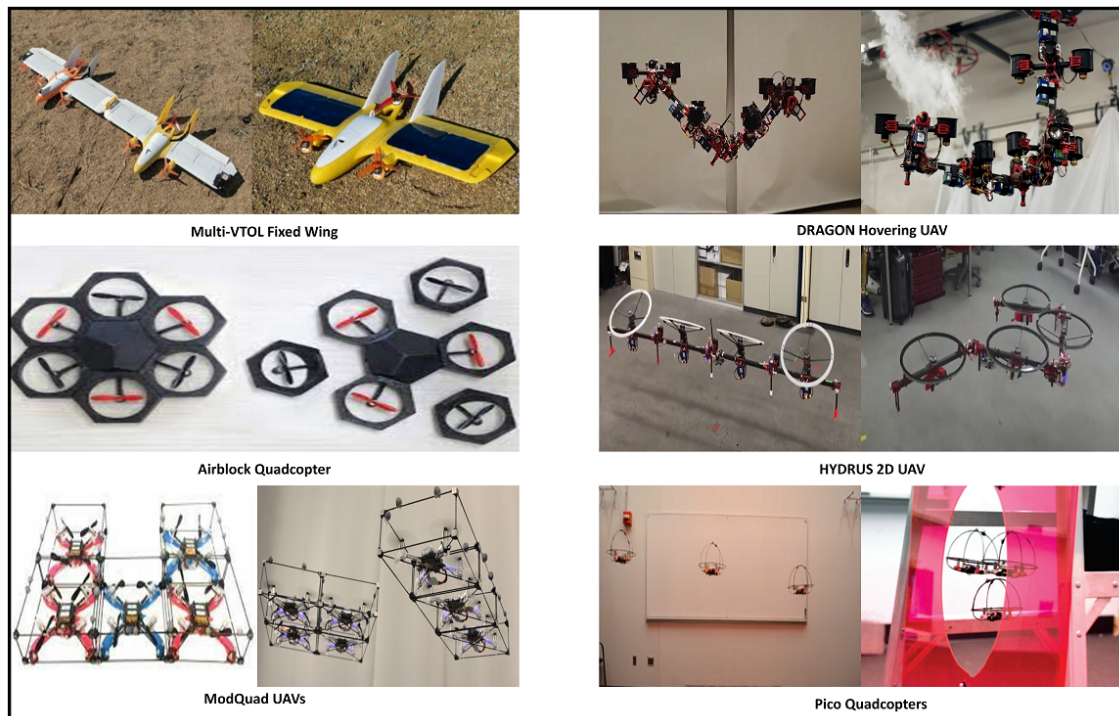 Multi-VTOL Fixed Wing
DRAGON Hovering UAV
Airblock Quadcopter
HYDRUS 2D UAV
ModQuad UAVs
Pico Quadcopters